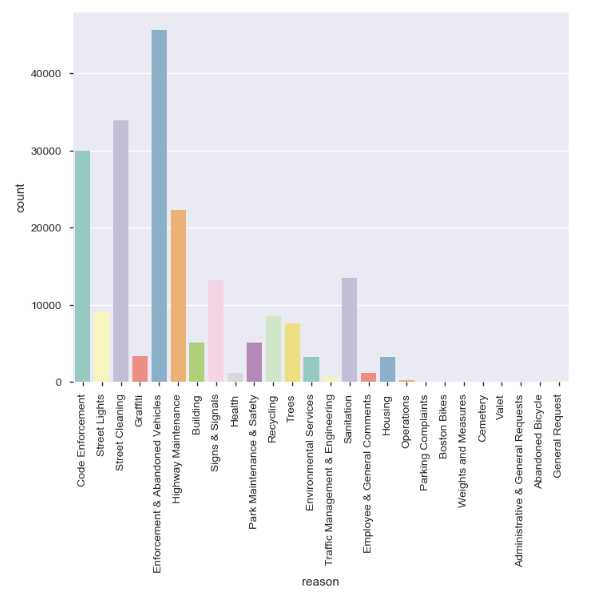 40000
30000
20000
10000
0
count
Code Enforcement
Street Lights
Street Cleaning
Graffiti
Enforcement & Abandoned Vehicles
Highway Maintenance
Building
Signs & Signals
Health
Park Maintenance & Safety
Recycling
Trees
Environmental Services
Traffic Management & Engineering
Sanitation
Employee & General Comments
Housing
Operations
Parking Complaints
Boston Bikes
Weights and Measures
Cemetery
Valet
Administrative & General Requests
Abandoned Bicycle
General Request
reason